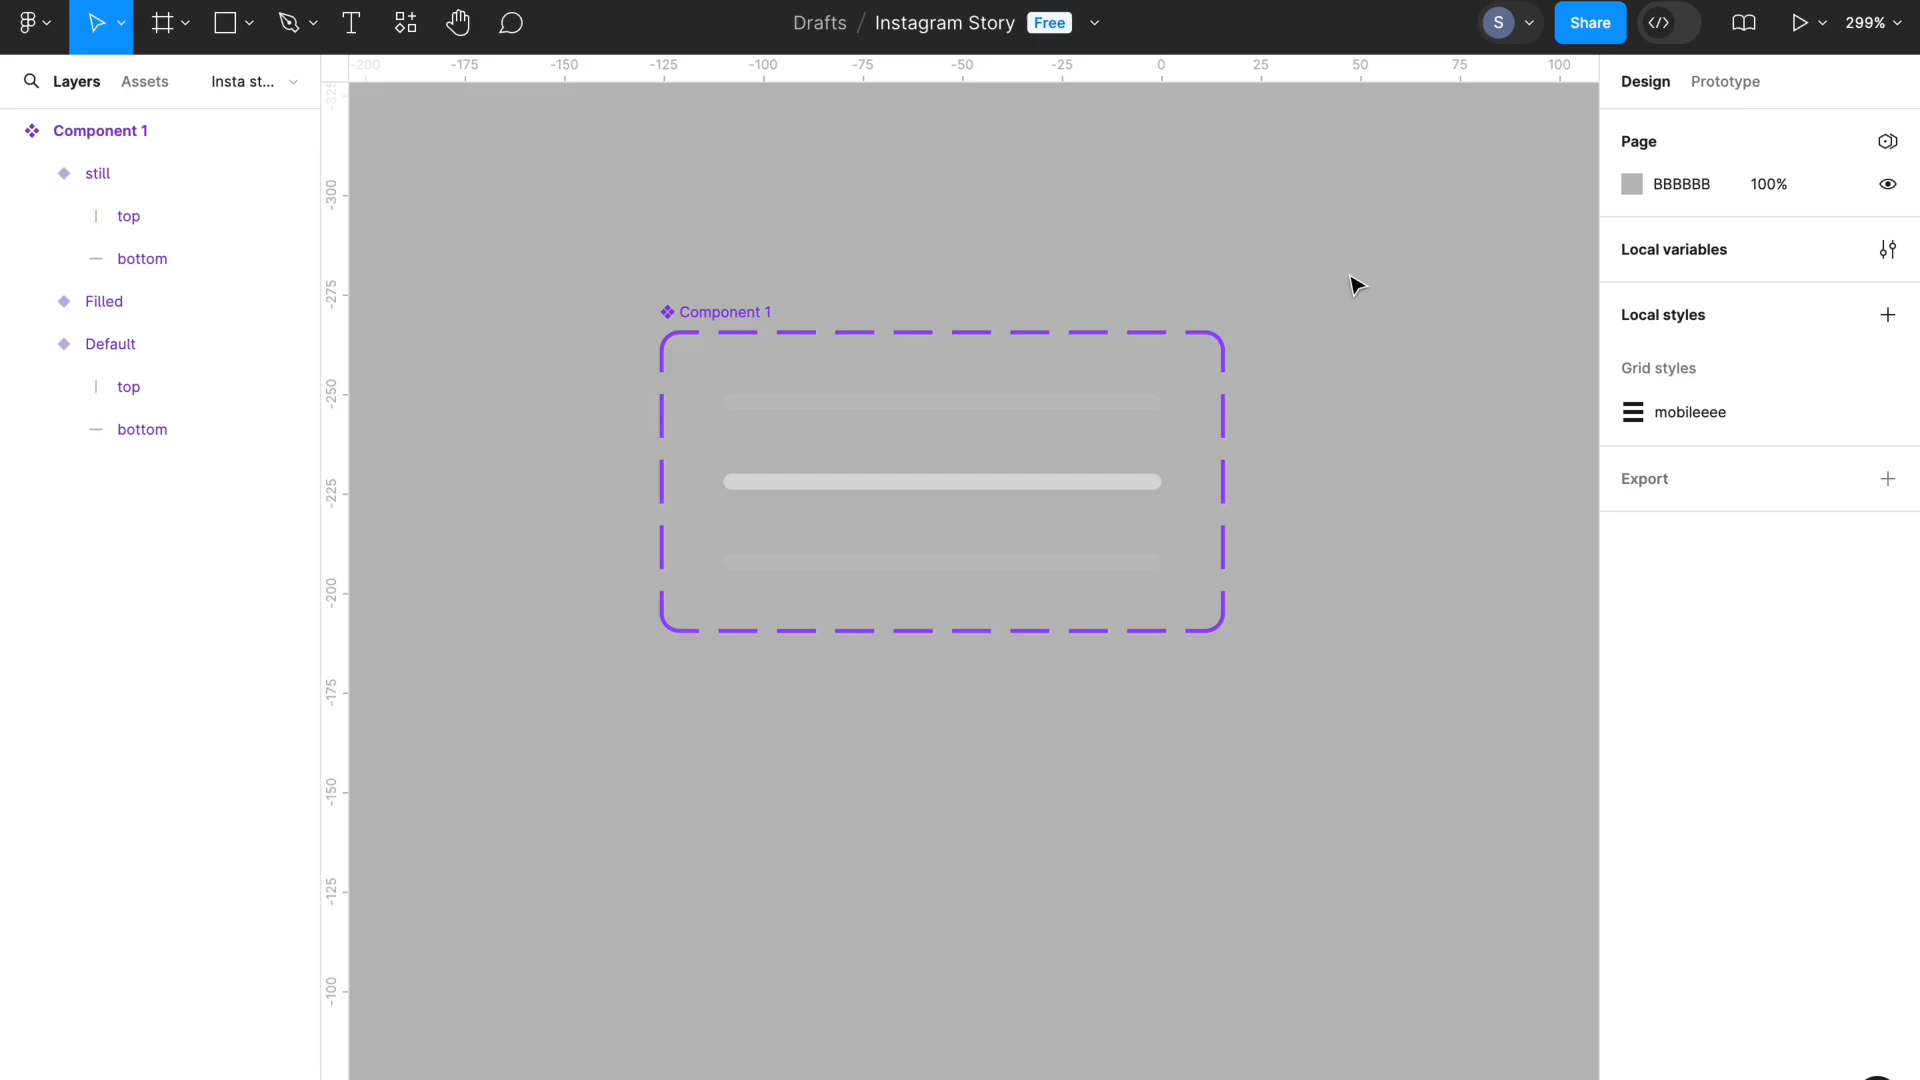 Drafts / Instagram Story Free
S
Share
299%
Layers Assets Insta st...
Component 1
still
top
bottom
Filled
Default
top
bottom
-200 -175 -150 -125 -100 -75 -50 -25 0 25 50 75 100
-325
-300
-275
-250
-225
-200
-175
-150
-125
-100
Component 1
Design Prototype
Page
BBBBBB 100%
Local variables
Local styles
Grid styles
mobileeee
Export